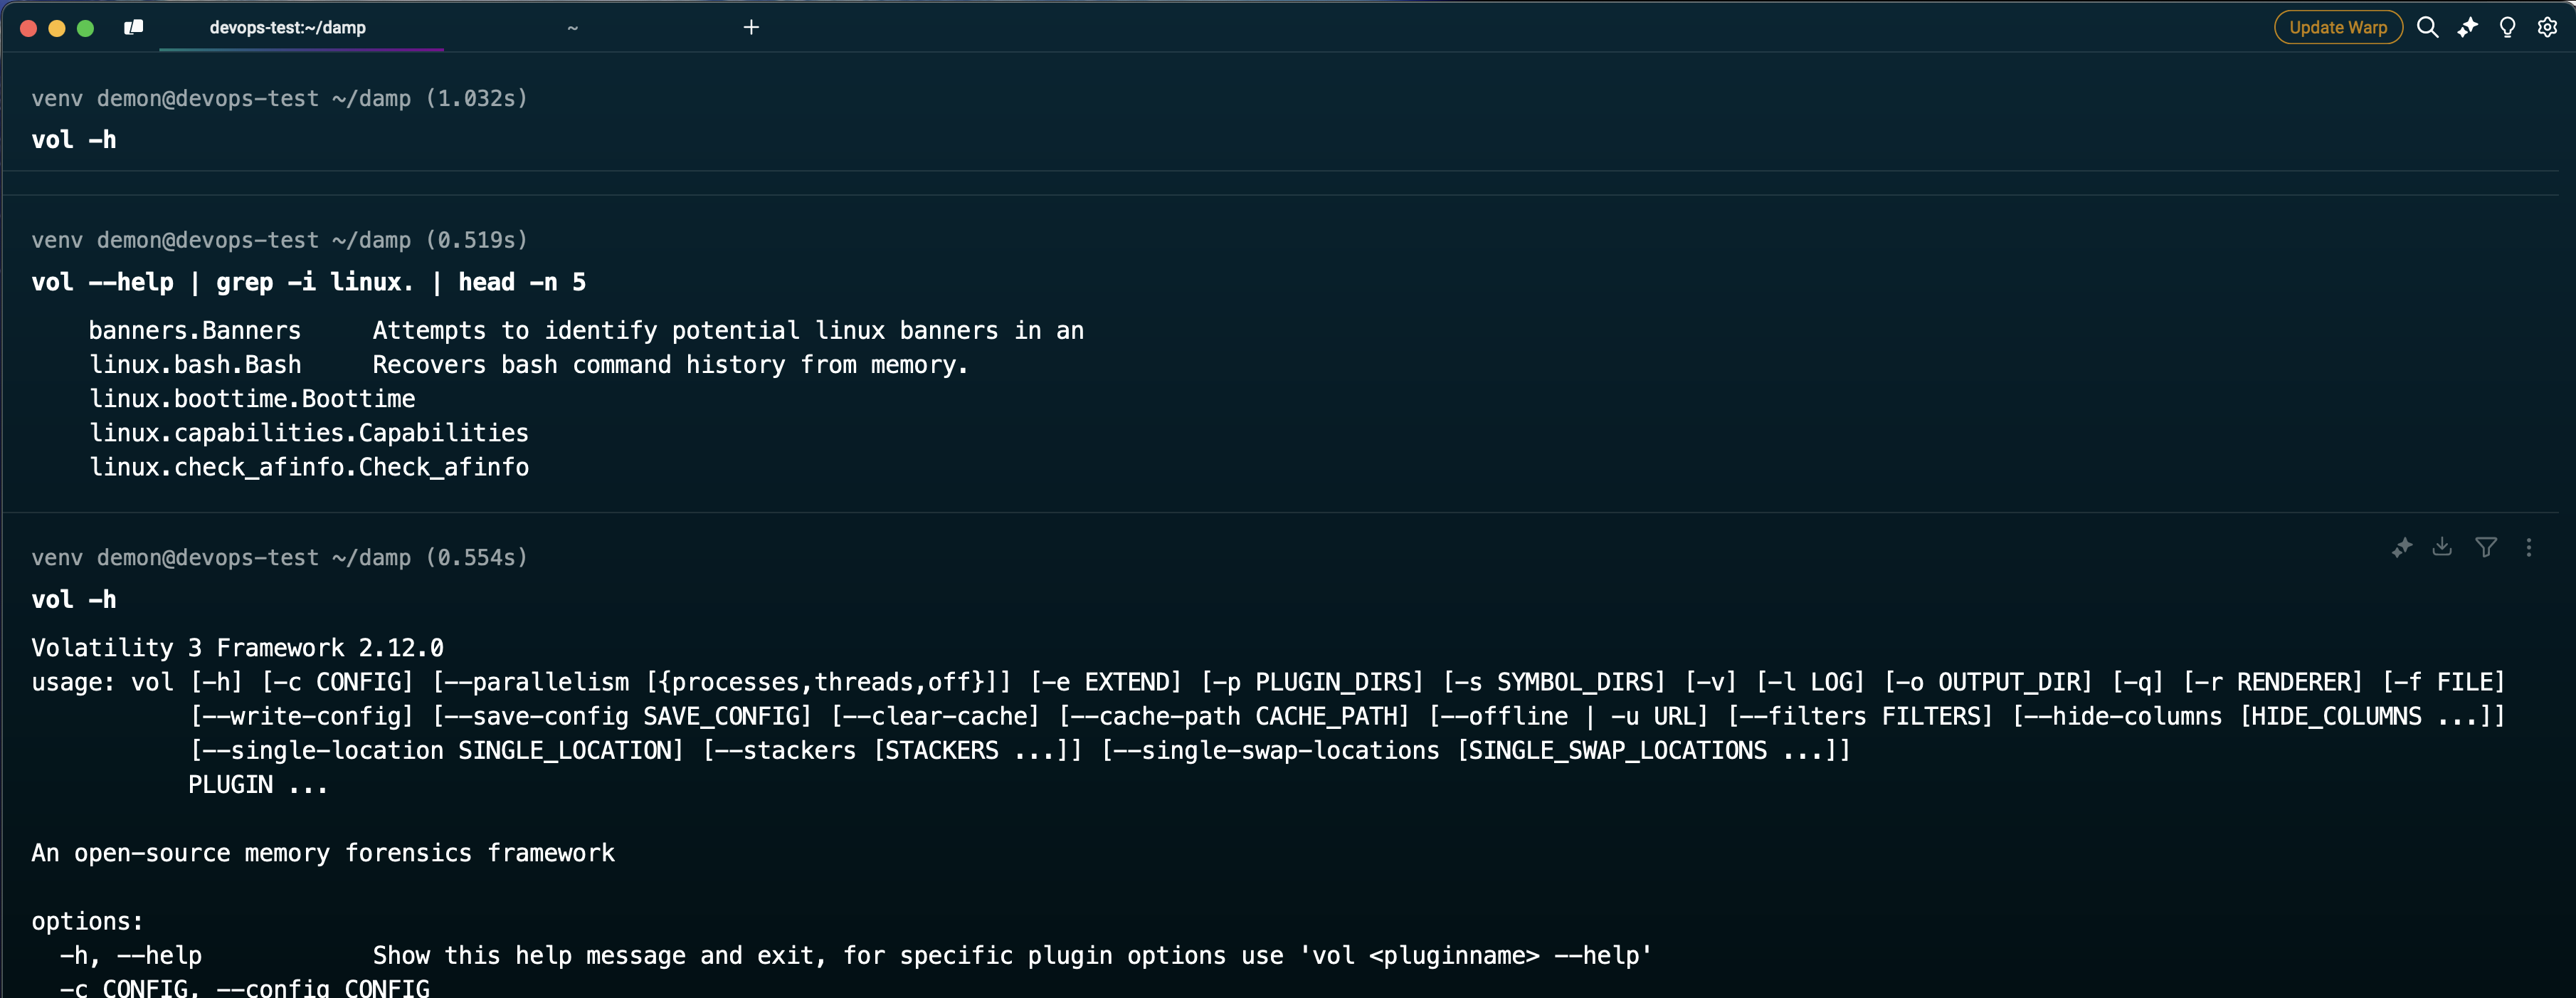 devops-test:~/damp
~
+
Update Warp
venv demon@devops-test ~/damp (1.032s)
vol -h
venv demon@devops-test ~/damp (0.519s)
vol --help | grep -i linux. | head -n 5
    banners.Banners     Attempts to identify potential linux banners in an
    linux.bash.Bash     Recovers bash command history from memory.
    linux.boottime.Boottime
    linux.capabilities.Capabilities
    linux.check_afinfo.Check_afinfo
venv demon@devops-test ~/damp (0.554s)
vol -h
Volatility 3 Framework 2.12.0
usage: vol [-h] [-c CONFIG] [--parallelism [{processes,threads,off}]] [-e EXTEND] [-p PLUGIN_DIRS] [-s SYMBOL_DIRS] [-v] [-l LOG] [-o OUTPUT_DIR] [-q] [-r RENDERER] [-f FILE]
           [--write-config] [--save-config SAVE_CONFIG] [--clear-cache] [--cache-path CACHE_PATH] [--offline | -u URL] [--filters FILTERS] [--hide-columns [HIDE_COLUMNS ...]]
           [--single-location SINGLE_LOCATION] [--stackers [STACKERS ...]] [--single-swap-locations [SINGLE_SWAP_LOCATIONS ...]]
           PLUGIN ...
An open-source memory forensics framework
options:
  -h, --help            Show this help message and exit, for specific plugin options use 'vol <pluginname> --help'
  -c CONFIG, --config CONFIG